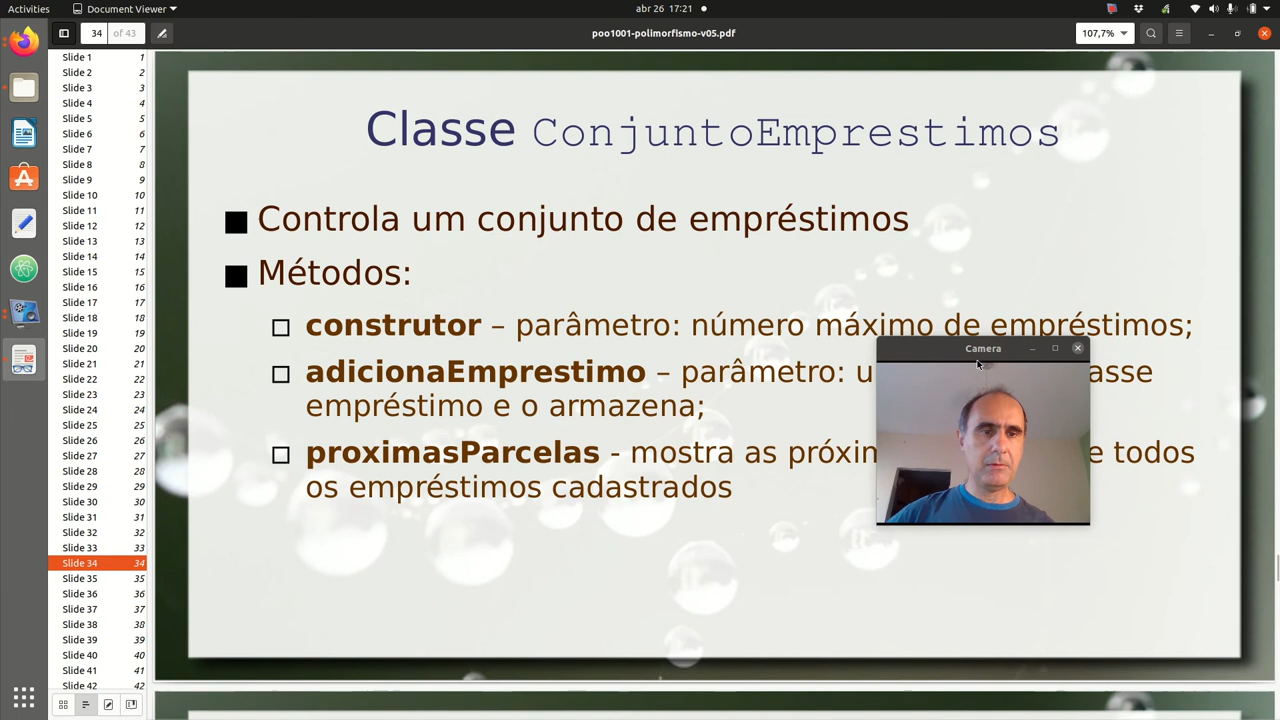 Activities
Document Viewer
abr 26 17:21
34
of 43
poo1001-polimorfismo-v05.pdf
107,7%
Slide 1 1
Slide 2 2
Slide 3 3
Slide 4 4
Slide 5 5
Slide 6 6
Slide 7 7
Slide 8 8
Slide 9 9
Slide 10 10
Slide 11 11
Slide 12 12
Slide 13 13
Slide 14 14
Slide 15 15
Slide 16 16
Slide 17 17
Slide 18 18
Slide 19 19
Slide 20 20
Slide 21 21
Slide 22 22
Slide 23 23
Slide 24 24
Slide 25 25
Slide 26 26
Slide 27 27
Slide 28 28
Slide 29 29
Slide 30 30
Slide 31 31
Slide 32 32
Slide 33 33
Slide 34 34
Slide 35 35
Slide 36 36
Slide 37 37
Slide 38 38
Slide 39 39
Slide 40 40
Slide 41 41
Slide 42 42
Classe ConjuntoEmprestimos
Controla um conjunto de empréstimos
Métodos:
construtor – parâmetro: número máximo de empréstimos;
adicionaEmprestimo – parâmetro:
empréstimo e o armazena;
proximasParcelas - mostra as todos
os empréstimos cadastrados
Camera